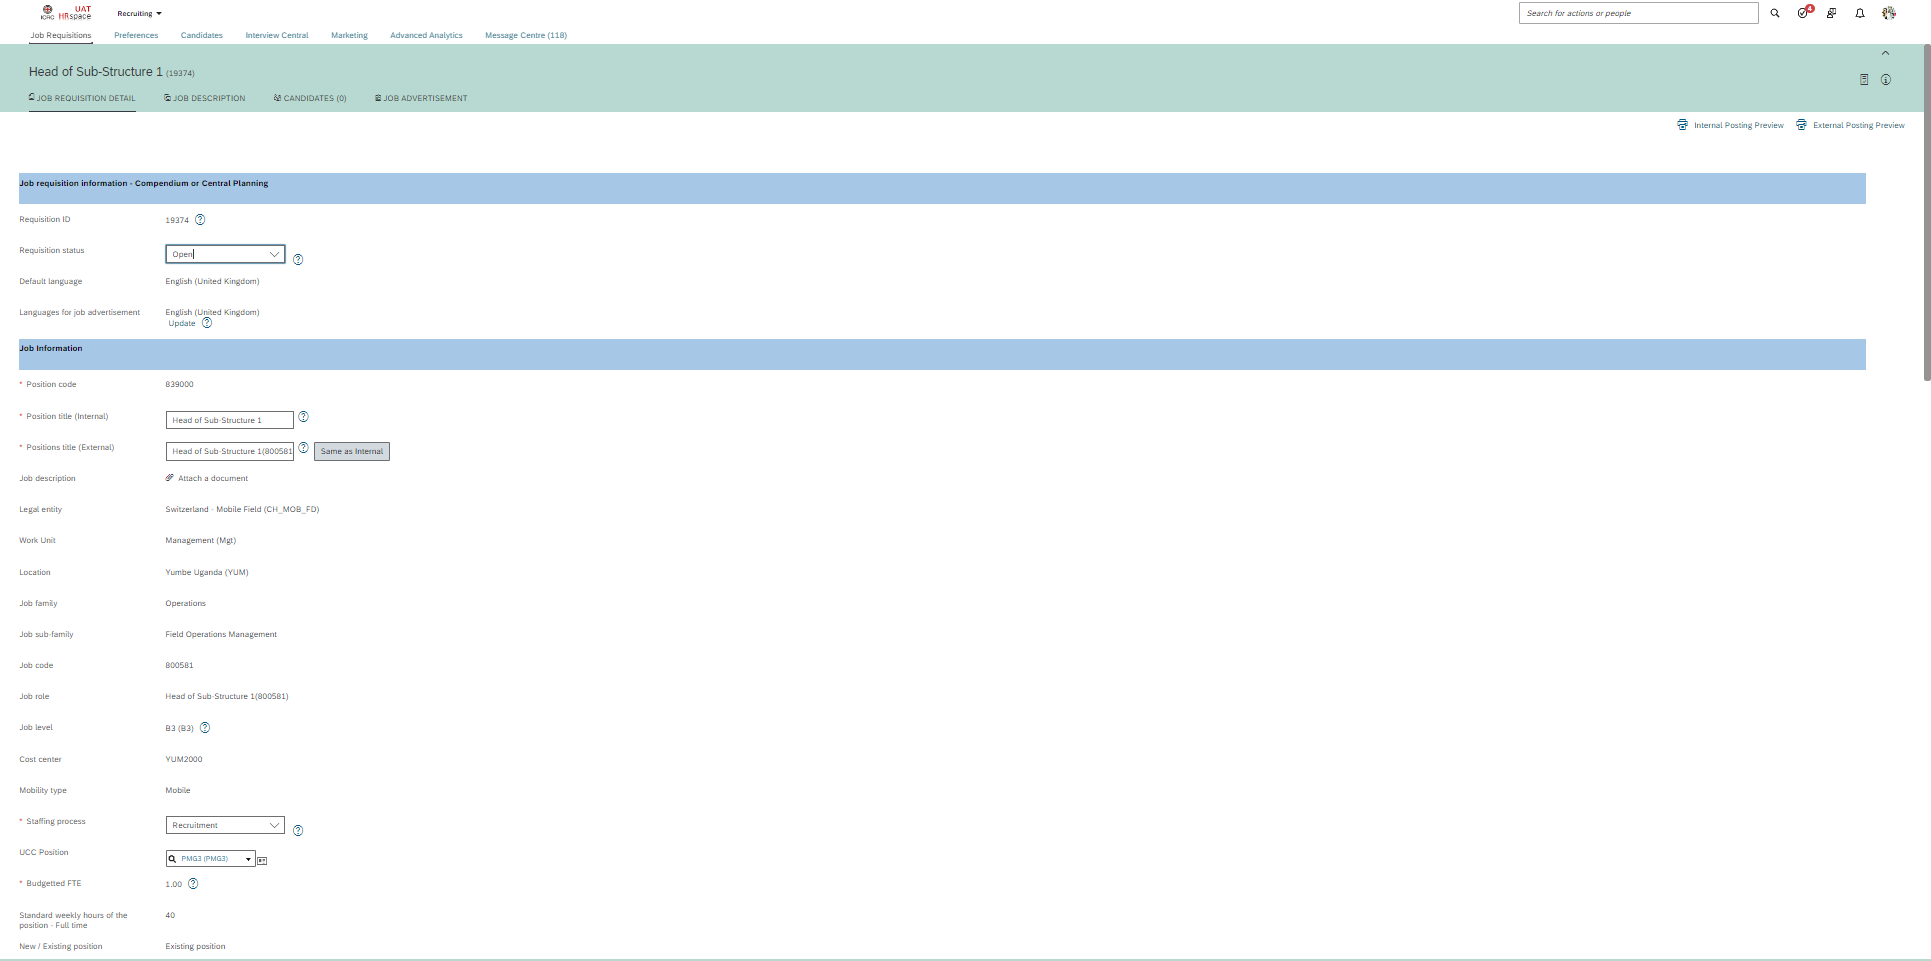 ICRC
UAT
HRspace
Recruiting
Search for actions or people
4
Job Requisitions
Preferences
Candidates
Interview Central
Marketing
Advanced Analytics
Message Centre (118)
Head of Sub-Structure 1 (19374)
JOB REQUISITION DETAIL
JOB DESCRIPTION
CANDIDATES (0)
JOB ADVERTISEMENT
Internal Posting Preview
External Posting Preview
Job requisition information - Compendium or Central Planning
Requisition ID 19374
Requisition status Open
Default language English (United Kingdom)
Languages for job advertisement English (United Kingdom)
Update
Job Information
* Position code 839000
* Position title (Internal) Head of Sub-Structure 1
* Positions title (External) Head of Sub-Structure 1(800581 Same as Internal
Job description Attach a document
Legal entity Switzerland - Mobile Field (CH_MOB_FD)
Work Unit Management (Mgt)
Location Yumbe Uganda (YUM)
Job family Operations
Job sub-family Field Operations Management
Job code 800581
Job role Head of Sub-Structure 1(800581)
Job level B3 (B3)
Cost center YUM2000
Mobility type Mobile
* Staffing process Recruitment
UCC Position PMG3 (PMG3)
* Budgetted FTE 1.00
Standard weekly hours of the position - Full time 40
New / Existing position Existing position